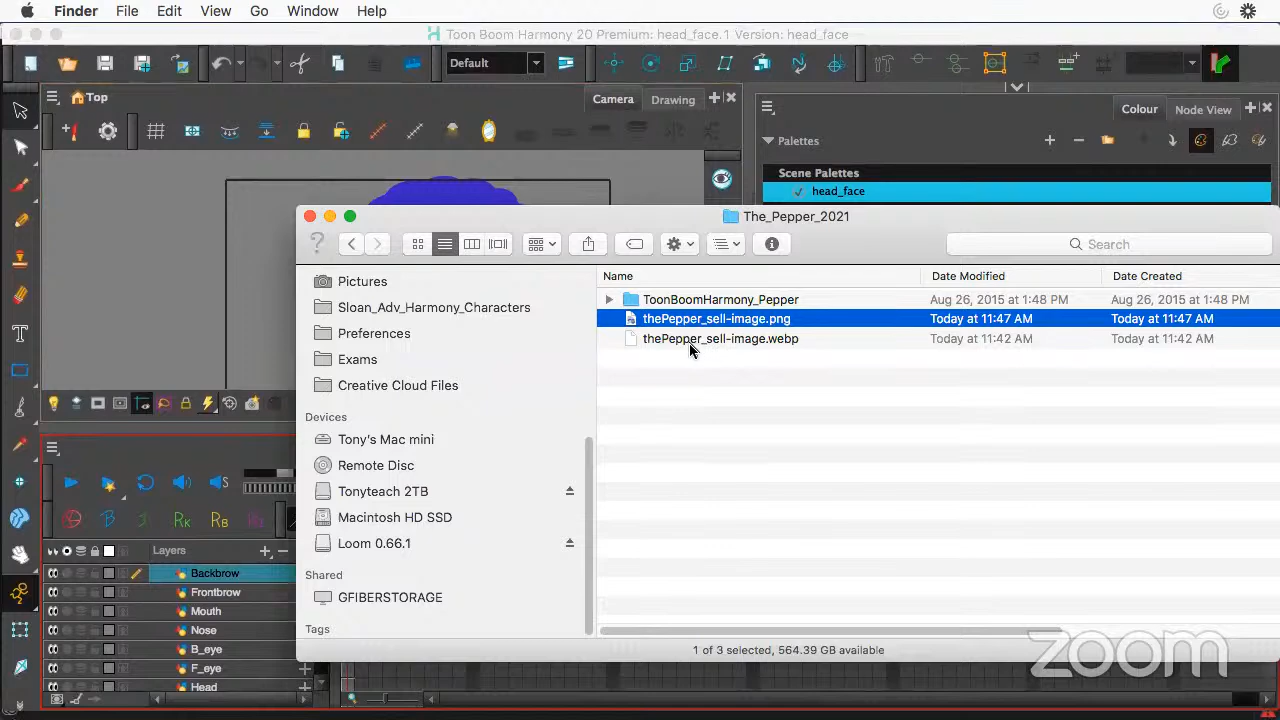 Finder File Edit View Go Window Help
Toon Boom Harmony 20 Premium: head_face.1 Version: head_face
Default
Top
Camera
Drawing
Colour
Node View
Palettes
Scene Palettes
head_face
The_Pepper_2021
Search
Name
Date Modified
Date Created
Pictures
Sloan_Adv_Harmony_Characters
Preferences
Exams
Creative Cloud Files
Devices
Tony's Mac mini
Remote Disc
Tonyteach 2TB
Macintosh HD SSD
Loom 0.66.1
Shared
GFIBERSTORAGE
Tags
ToonBoomHarmony_Pepper Aug 26, 2015 at 1:48 PM Aug 26, 2015 at 1:48 PM
thePepper_sell-image.png Today at 11:47 AM Today at 11:47 AM
thePepper_sell-image.webp Today at 11:42 AM Today at 11:42 AM
1 of 3 selected, 564.39 GB available
RK
RB
Layers
Backbrow
Frontbrow
Mouth
Nose
B_eye
F_eye
Head
zoom